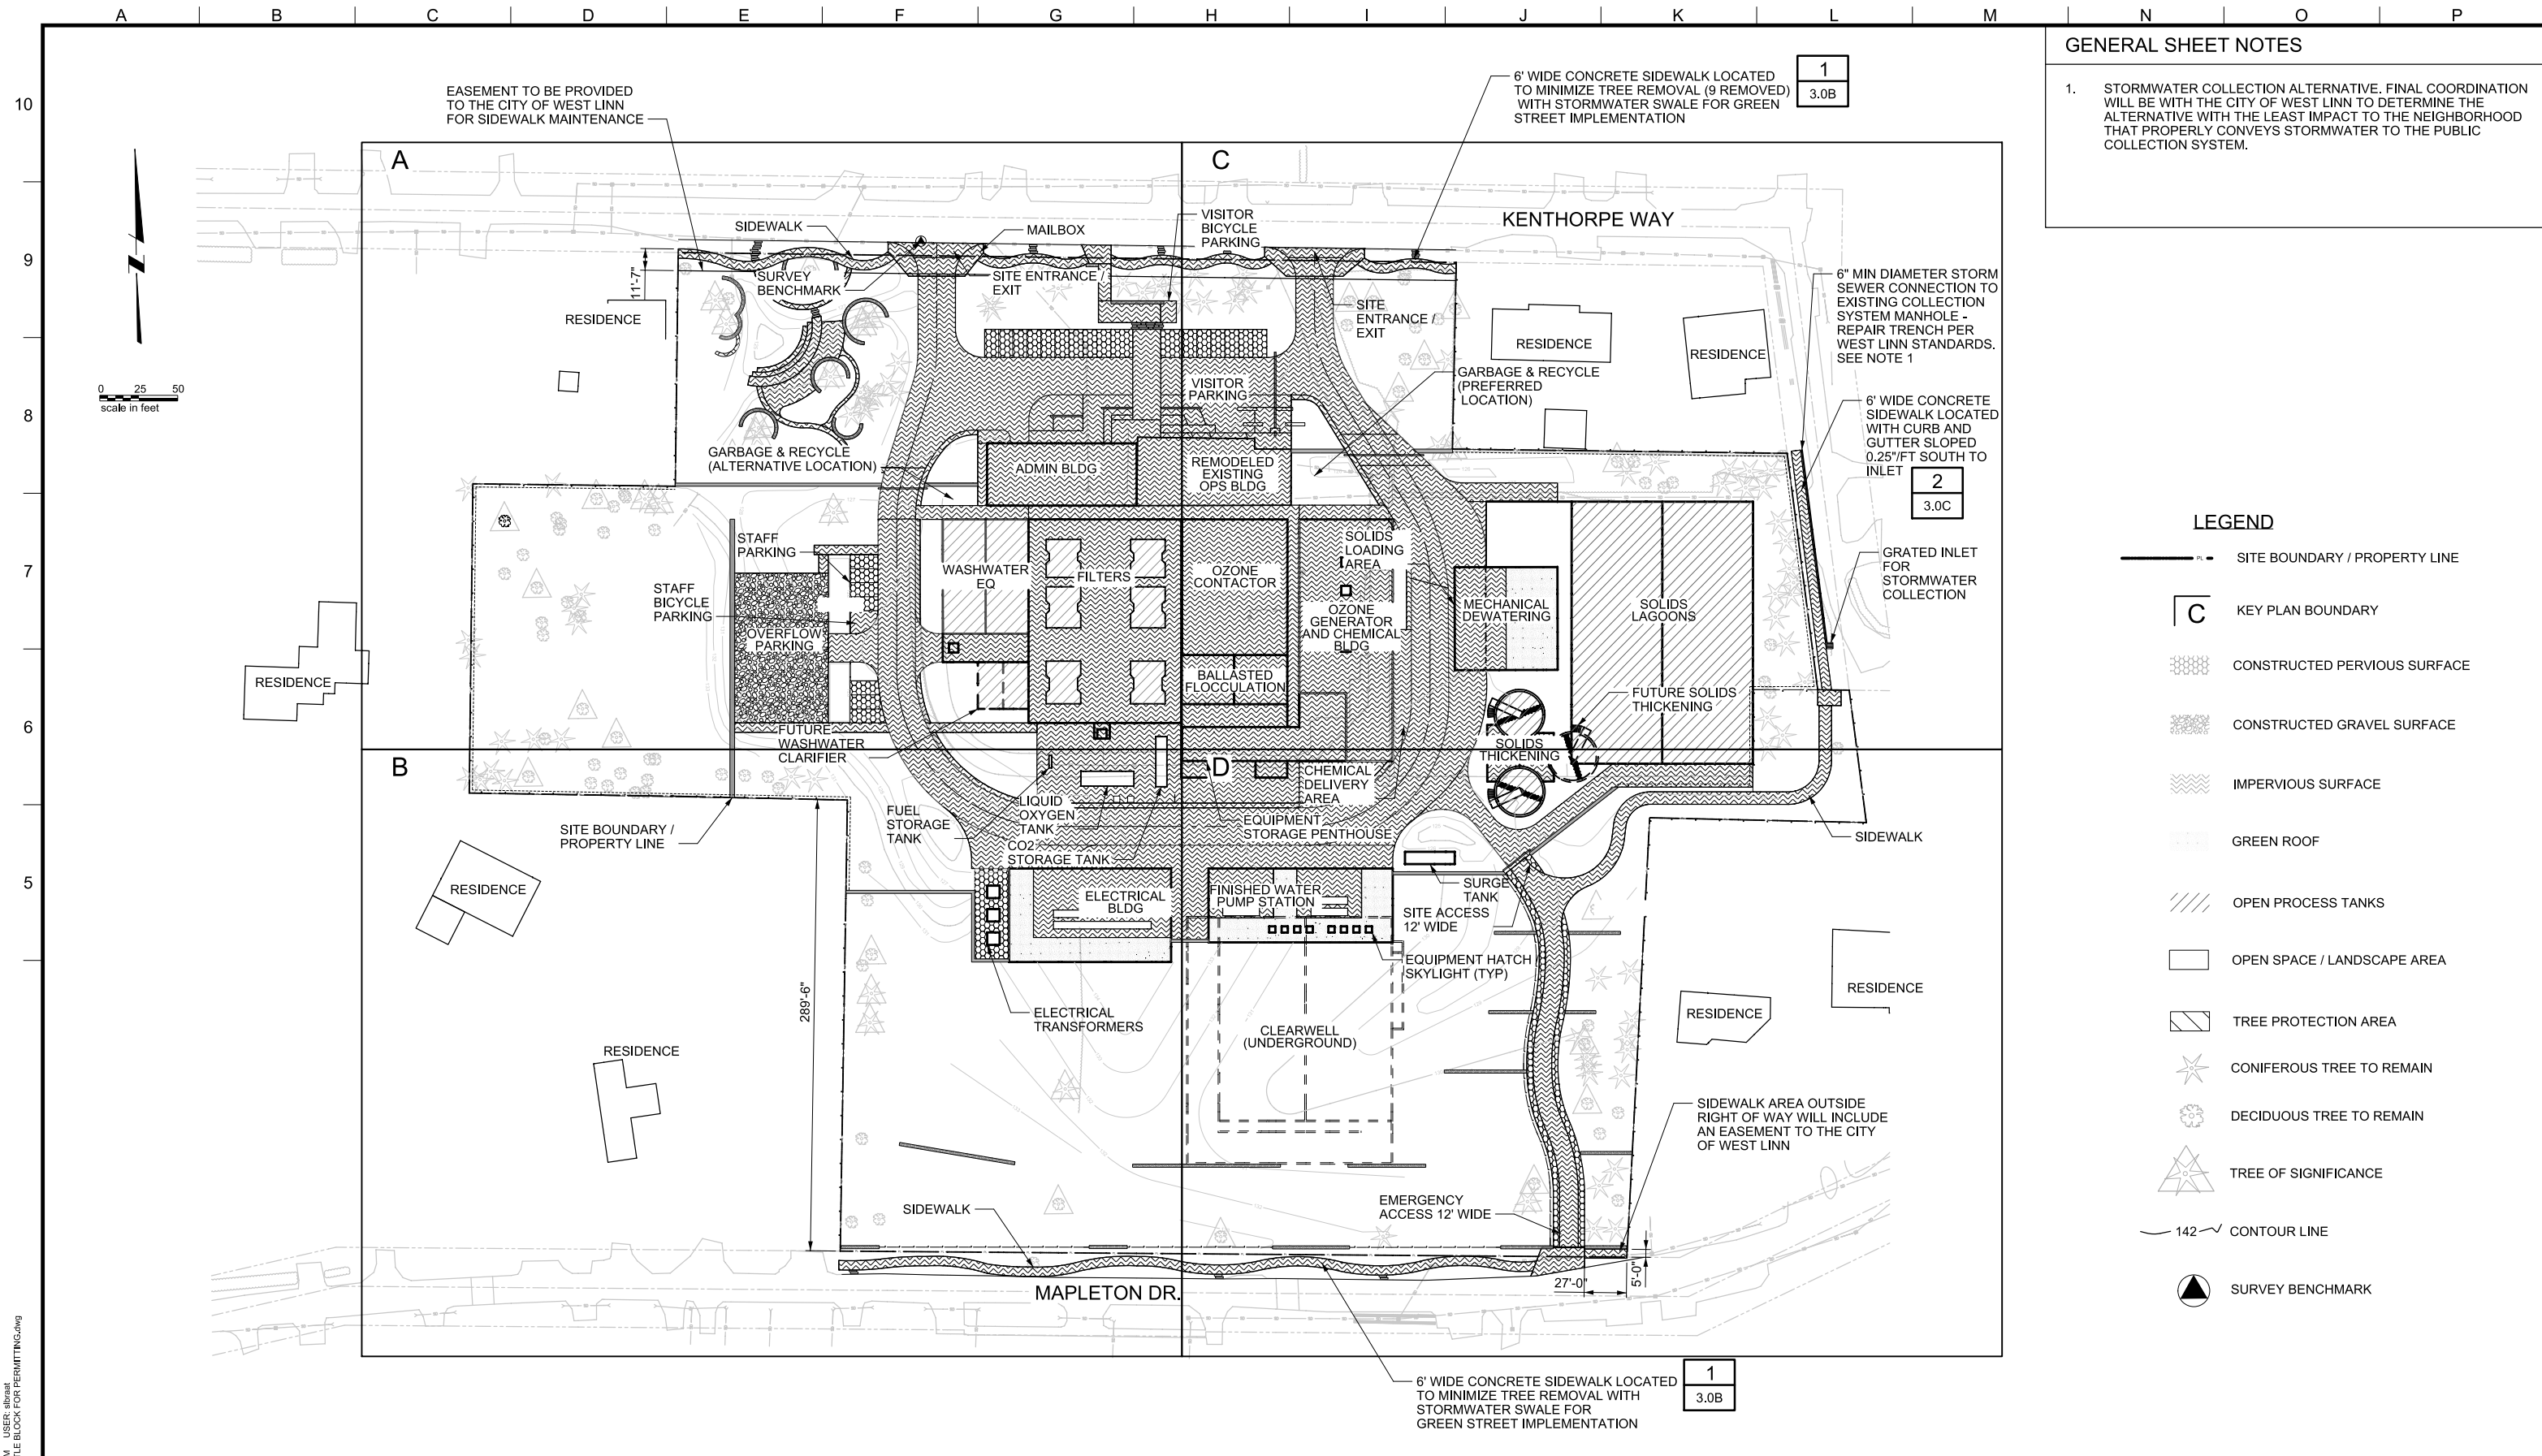 A B C D E F G H I J K L M N O P
10
9
8
7
6
5
GENERAL SHEET NOTES
1. STORMWATER COLLECTION ALTERNATIVE. FINAL COORDINATION
WILL BE WITH THE CITY OF WEST LINN TO DETERMINE THE
ALTERNATIVE WITH THE LEAST IMPACT TO THE NEIGHBORHOOD
THAT PROPERLY CONVEYS STORMWATER TO THE PUBLIC
COLLECTION SYSTEM.
EASEMENT TO BE PROVIDED
TO THE CITY OF WEST LINN
FOR SIDEWALK MAINTENANCE
6' WIDE CONCRETE SIDEWALK LOCATED
TO MINIMIZE TREE REMOVAL (9 REMOVED)
WITH STORMWATER SWALE FOR GREEN
STREET IMPLEMENTATION
1
3.0B
A
C
KENTHORPE WAY
SIDEWALK
MAILBOX
VISITOR
BICYCLE
PARKING
11'-7"
SURVEY
BENCHMARK
SITE ENTRANCE /
EXIT
SITE
ENTRANCE /
EXIT
RESIDENCE
RESIDENCE
RESIDENCE
6" MIN DIAMETER STORM
SEWER CONNECTION TO
EXISTING COLLECTION
SYSTEM MANHOLE -
REPAIR TRENCH PER
WEST LINN STANDARDS.
SEE NOTE 1
0 25 50
scale in feet
VISITOR
PARKING
GARBAGE & RECYCLE
(PREFERRED
LOCATION)
6' WIDE CONCRETE
SIDEWALK LOCATED
WITH CURB AND
GUTTER SLOPED
0.25"/FT SOUTH TO
INLET
2
3.0C
GARBAGE & RECYCLE
(ALTERNATIVE LOCATION)
ADMIN BLDG
REMODELED
EXISTING
OPS BLDG
STAFF
PARKING
STAFF
BICYCLE
PARKING
OVERFLOW
PARKING
WASHWATER
EQ
FILTERS
OZONE
CONTACTOR
SOLIDS
LOADING
AREA
OZONE
GENERATOR
AND CHEMICAL
BLDG
MECHANICAL
DEWATERING
SOLIDS
LAGOONS
GRATED INLET
FOR
STORMWATER
COLLECTION
RESIDENCE
BALLASTED
FLOCCULATION
FUTURE SOLIDS
THICKENING
FUTURE
WASHWATER
CLARIFIER
SOLIDS
THICKENING
B
D
CHEMICAL
DELIVERY
AREA
LIQUID
OXYGEN
TANK
FUEL
STORAGE
TANK
EQUIPMENT
STORAGE PENTHOUSE
CO2
STORAGE TANK
SITE BOUNDARY /
PROPERTY LINE
SIDEWALK
RESIDENCE
ELECTRICAL
BLDG
FINISHED WATER
PUMP STATION
SURGE
TANK
SITE ACCESS
12' WIDE
EQUIPMENT HATCH
SKYLIGHT (TYP)
289'-6"
ELECTRICAL
TRANSFORMERS
CLEARWELL
(UNDERGROUND)
RESIDENCE
RESIDENCE
RESIDENCE
SIDEWALK AREA OUTSIDE
RIGHT OF WAY WILL INCLUDE
AN EASEMENT TO THE CITY
OF WEST LINN
SIDEWALK
EMERGENCY
ACCESS 12' WIDE
27'-0"
5'-0"
MAPLETON DR.
6' WIDE CONCRETE SIDEWALK LOCATED
TO MINIMIZE TREE REMOVAL WITH
STORMWATER SWALE FOR
GREEN STREET IMPLEMENTATION
1
3.0B
LEGEND
PL SITE BOUNDARY / PROPERTY LINE
C KEY PLAN BOUNDARY
CONSTRUCTED PERVIOUS SURFACE
CONSTRUCTED GRAVEL SURFACE
IMPERVIOUS SURFACE
GREEN ROOF
OPEN PROCESS TANKS
OPEN SPACE / LANDSCAPE AREA
TREE PROTECTION AREA
CONIFEROUS TREE TO REMAIN
DECIDUOUS TREE TO REMAIN
TREE OF SIGNIFICANCE
142 CONTOUR LINE
SURVEY BENCHMARK
USER: slbraat
BLOCK FOR PERMITTING.dwg